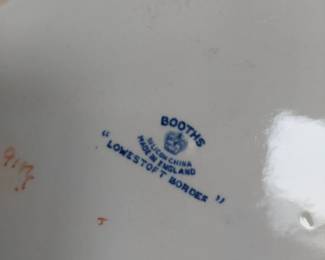 BOOTHS
SILICON CHINA
MADE IN ENGLAND
"LOWESTOFT BORDER"